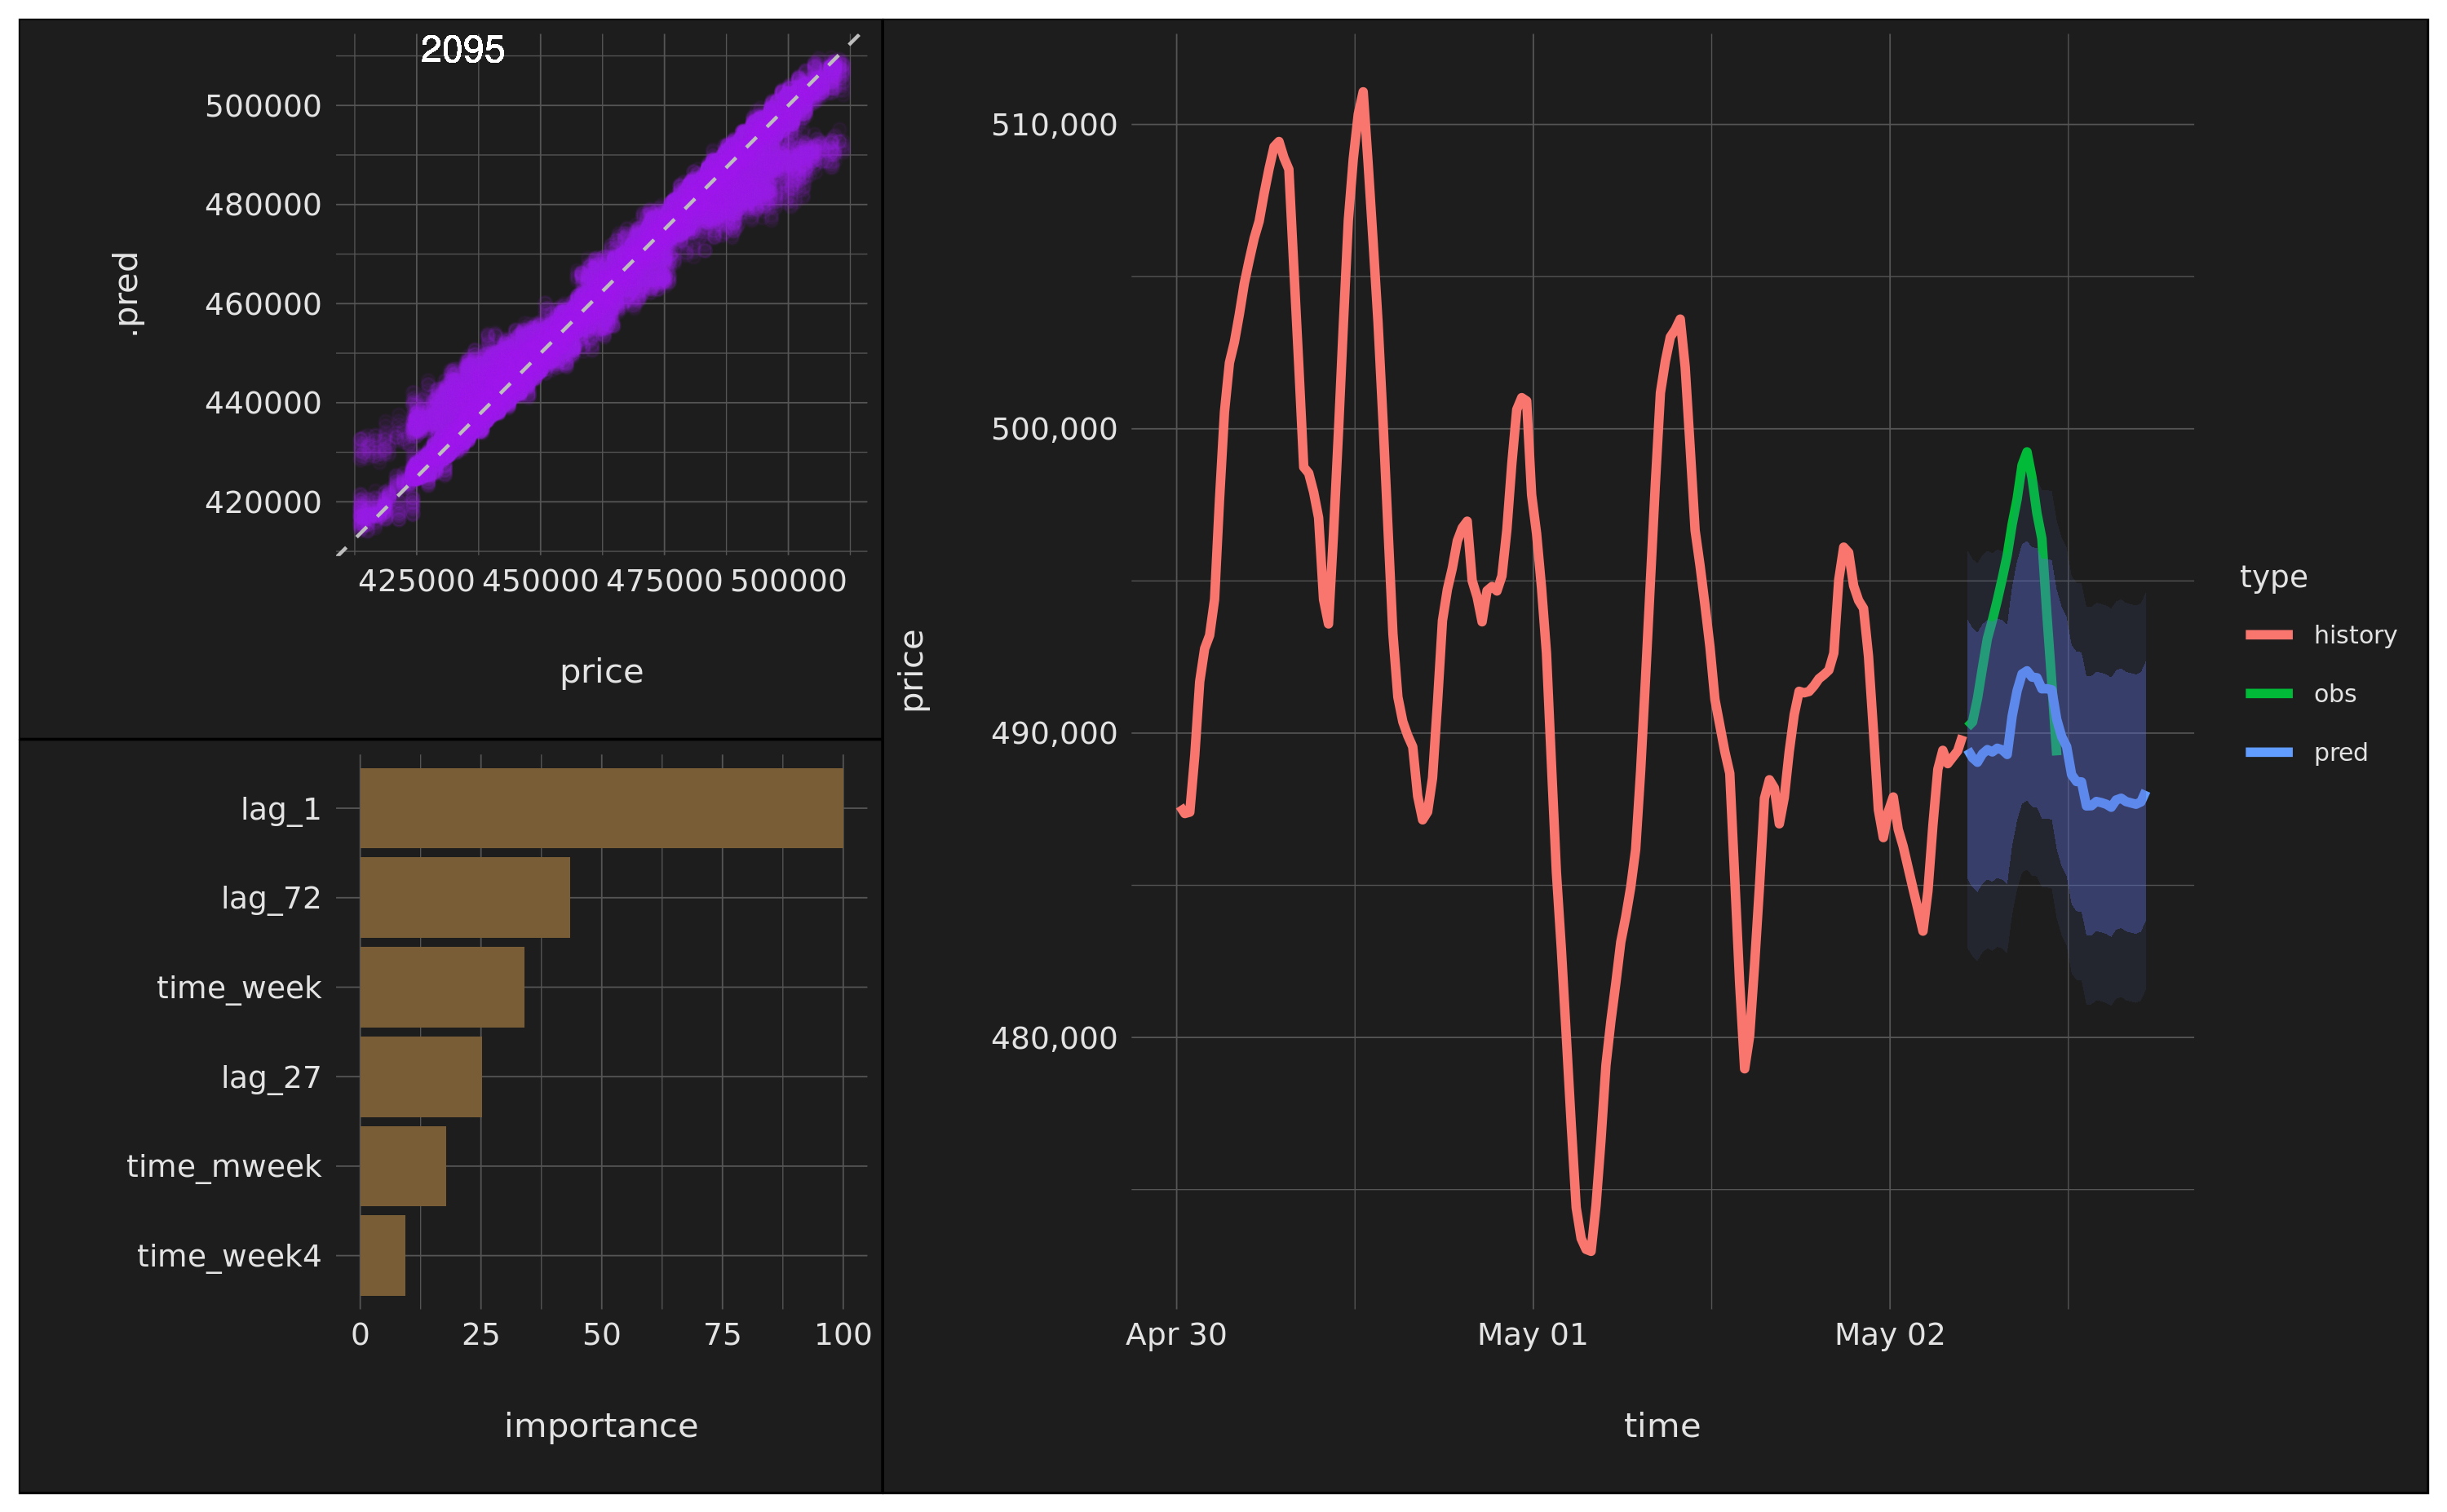 2095
500000
480000
460000
440000
420000
.pred
425000 450000 475000 500000
price
lag_1
lag_72
time_week
lag_27
time_mweek
time_week4
0 25 50 75 100
importance
510,000
500,000
490,000
480,000
price
Apr 30 May 01 May 02
time
type
history
obs
pred